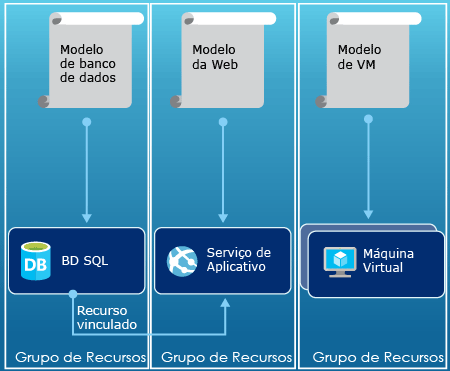 Modelo
de banco
de dados
Modelo
da Web
Modelo
de VM
DB
BD SQL
Serviço de
Aplicativo
Máquina
Virtual
Recurso
vinculado
Grupo de Recursos
Grupo de Recursos
Grupo de Recursos